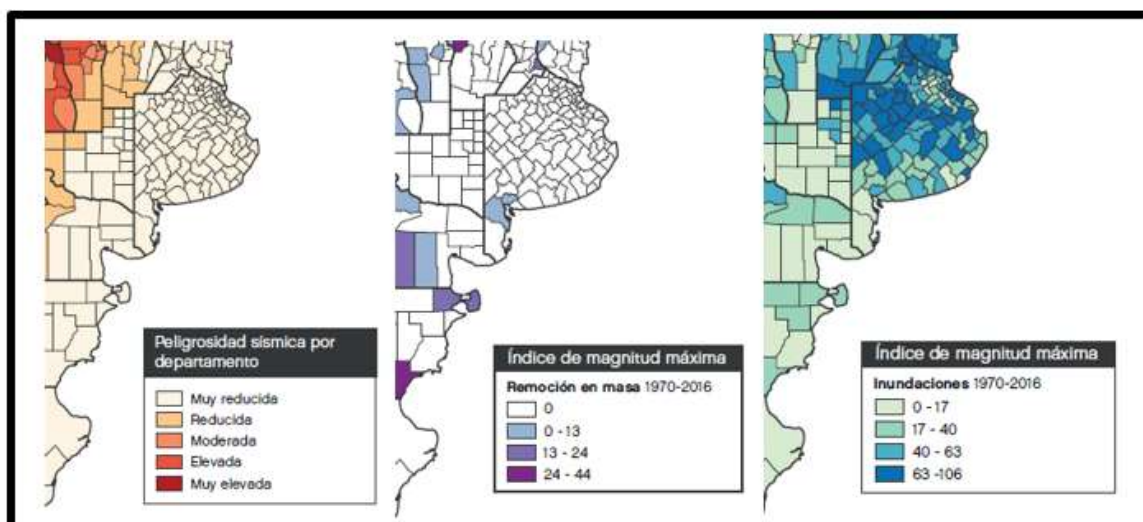 Peligrosidad sísmica por
departamento
Muy reducida
Reducida
Moderada
Elevada
Muy elevada
Índice de magnitud máxima
Remoción en masa 1970-2016
0
0 - 13
13 - 24
24 - 44
Índice de magnitud máxima
Inundaciones 1970-2016
0 - 17
17 - 40
40 - 63
63 -106